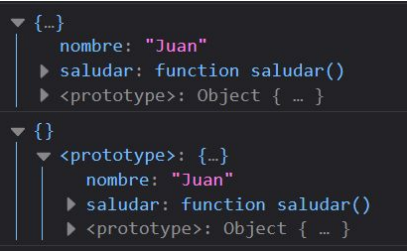 ▼ {…}
nombre: "Juan"
▶ saludar: function saludar()
▶ <prototype>: Object { … }
▼ {}
▼ <prototype>: {…}
nombre: "Juan"
▶ saludar: function saludar()
▶ <prototype>: Object { … }